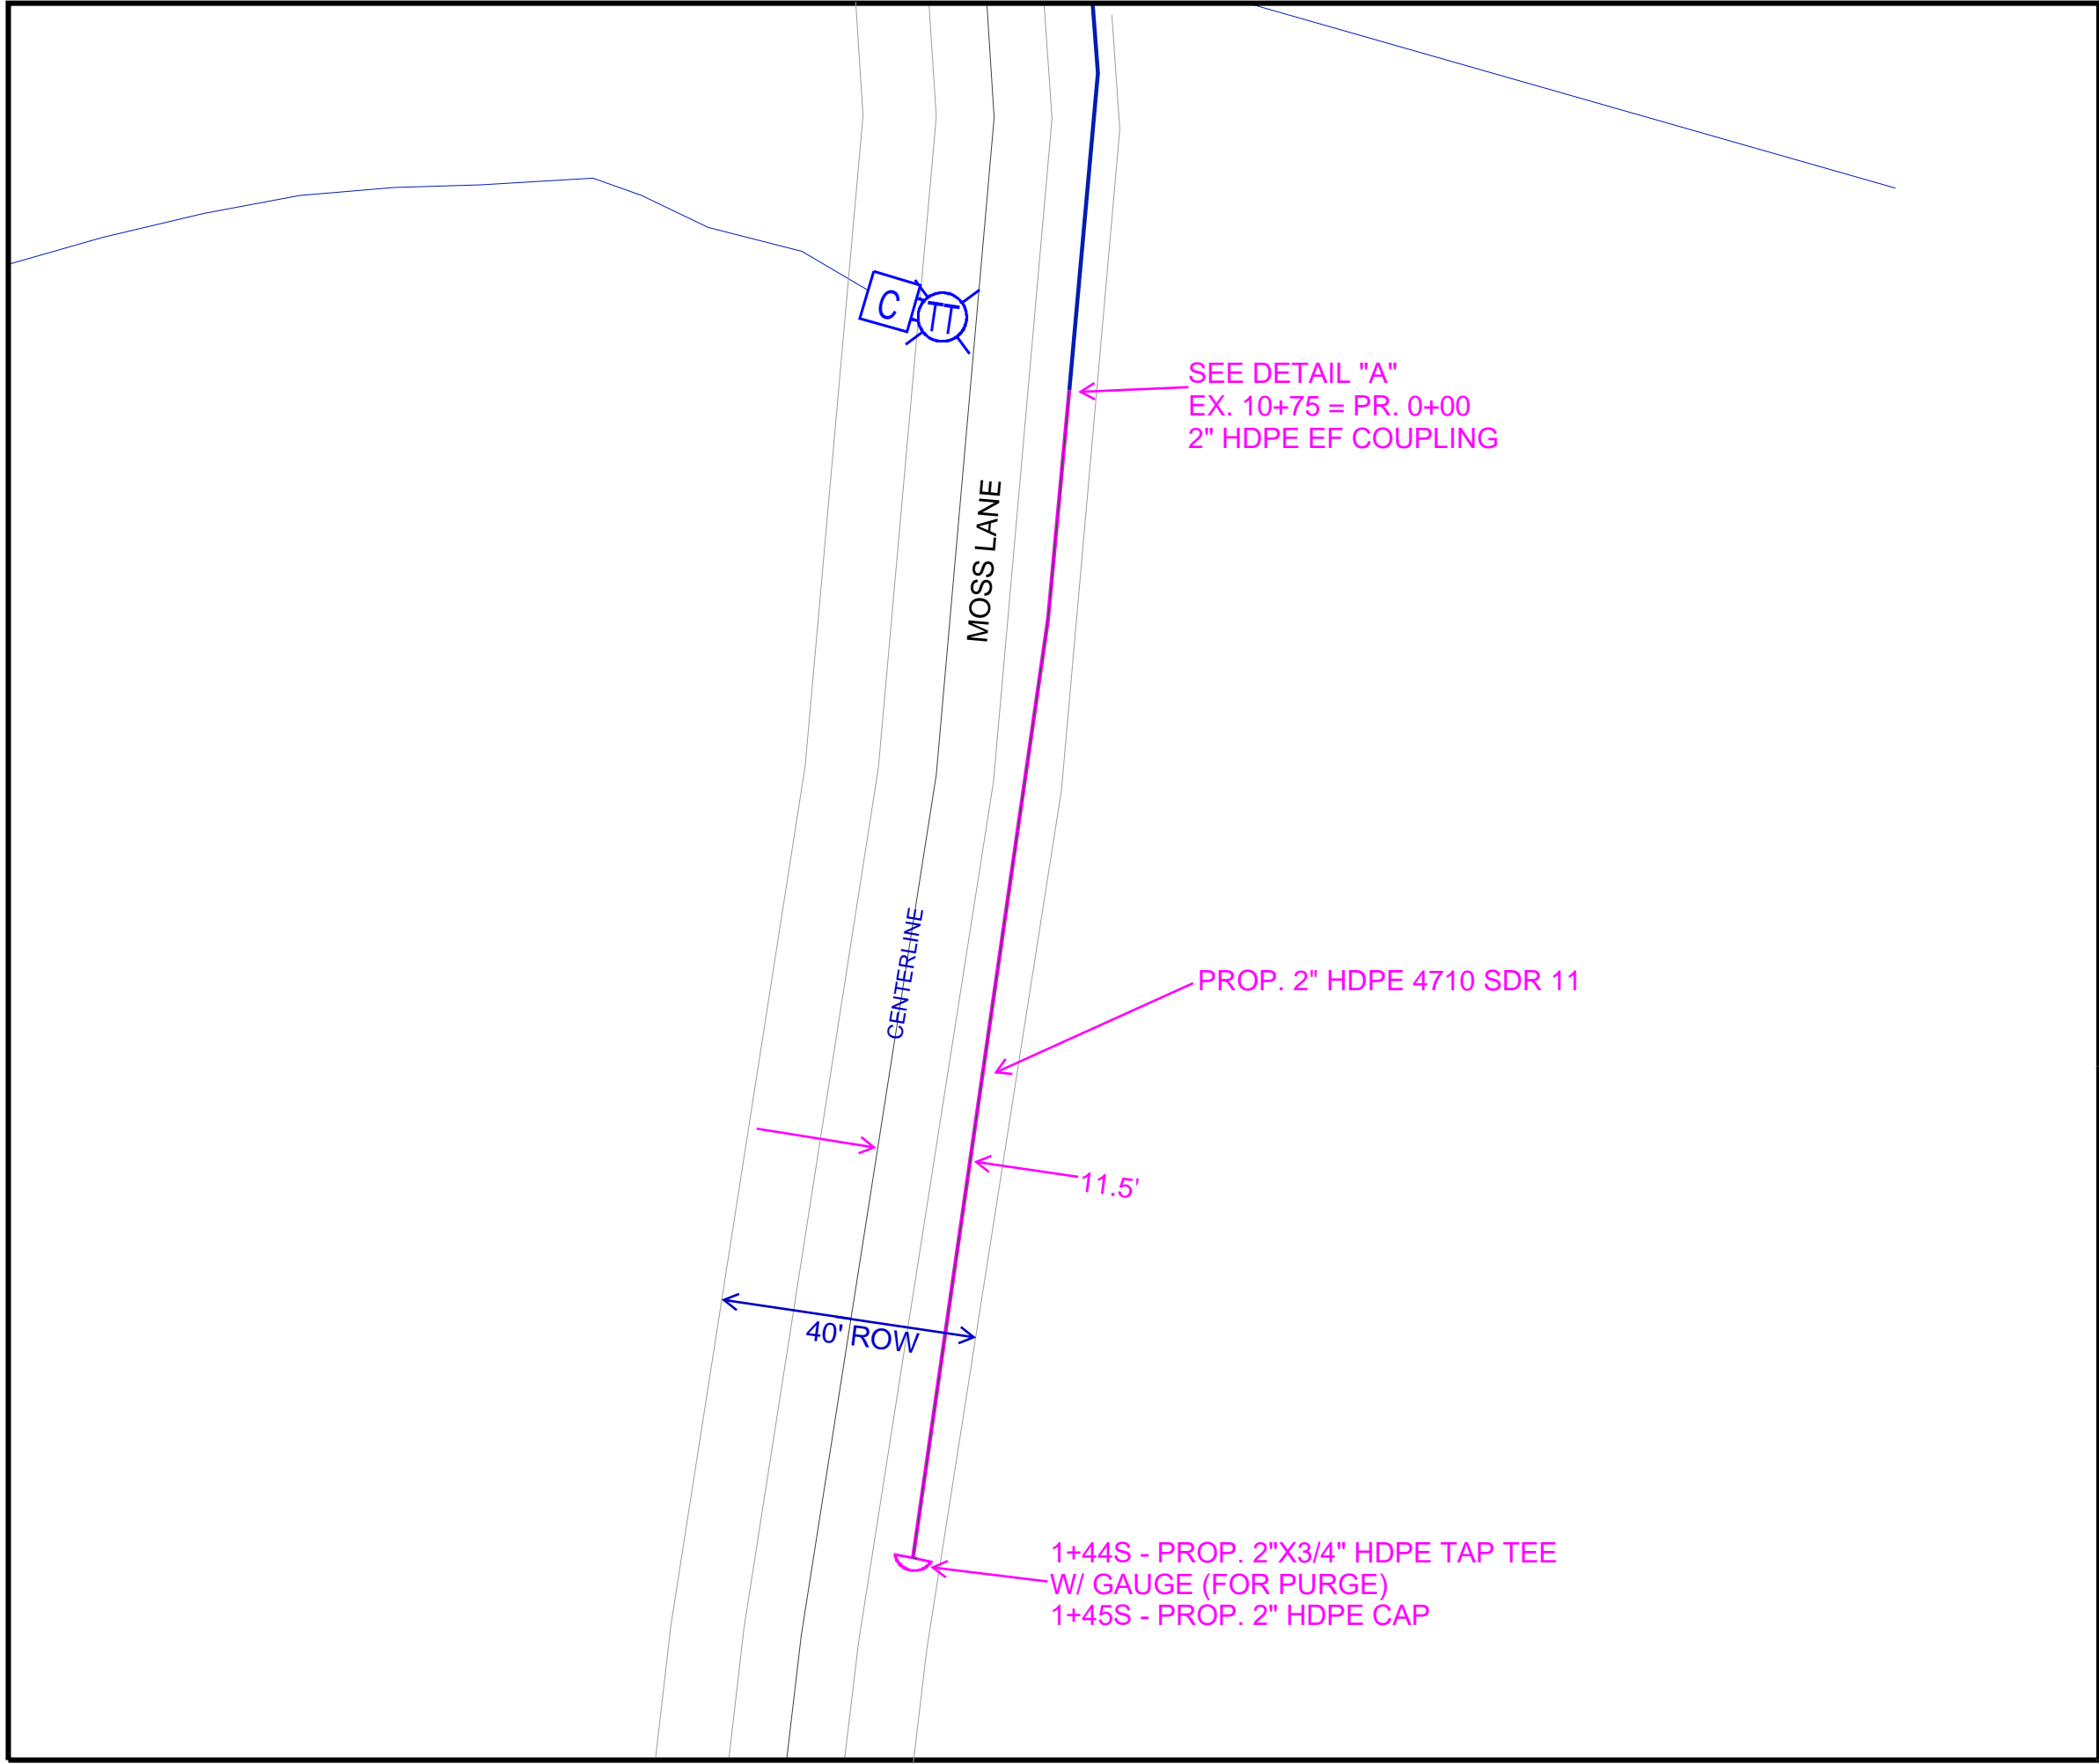 C TT
SEE DETAIL "A"
EX. 10+75 = PR. 0+00
2" HDPE EF COUPLING
MOSS LANE
CENTERLINE
PROP. 2" HDPE 4710 SDR 11
11.5'
40' ROW
1+44S - PROP. 2"X3/4" HDPE TAP TEE
W/ GAUGE (FOR PURGE)
1+45S - PROP. 2" HDPE CAP